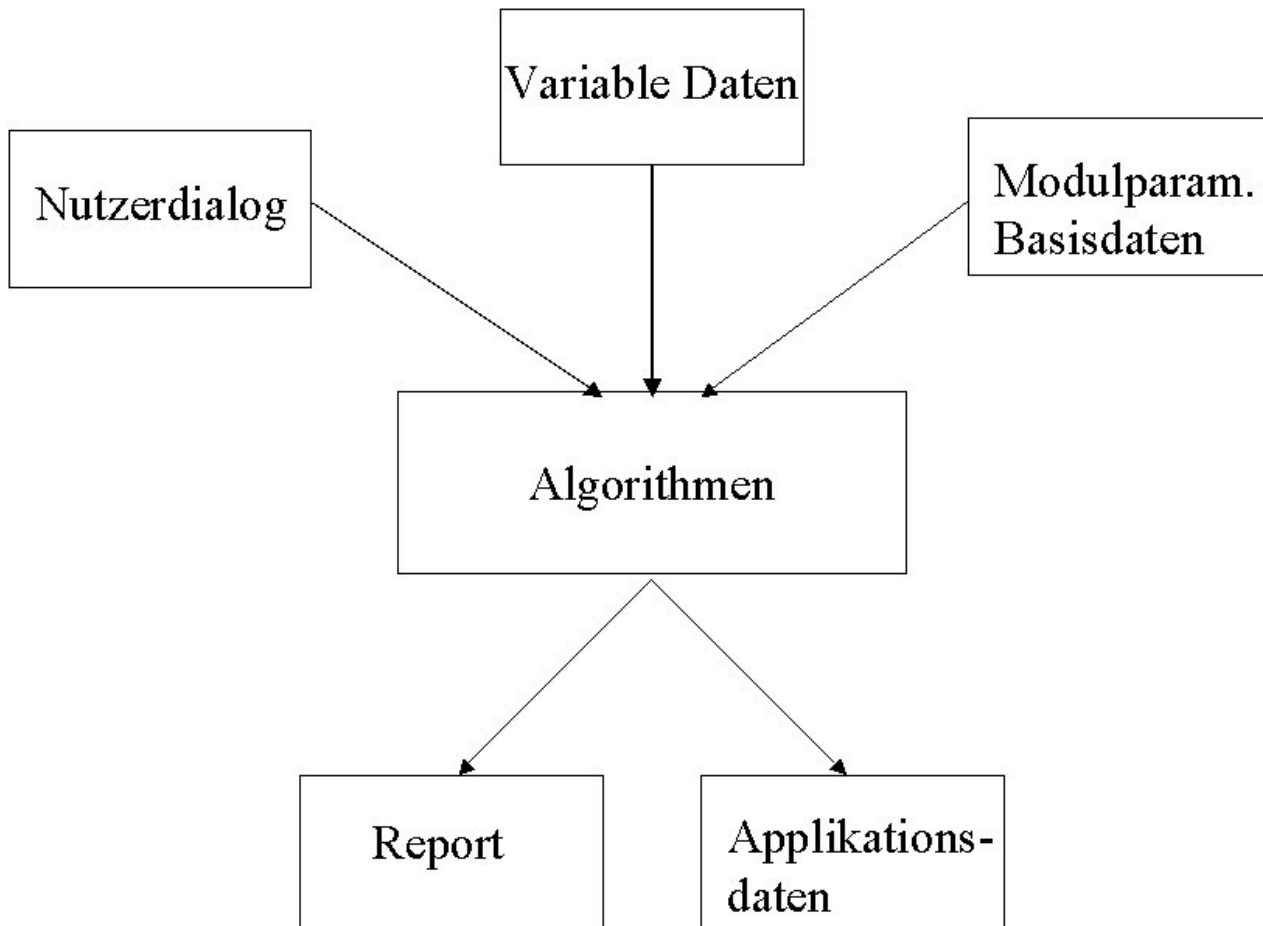 Variable Daten
Nutzerdialog
Modulparam.
Basisdaten
Algorithmen
Report
Applikations-
daten